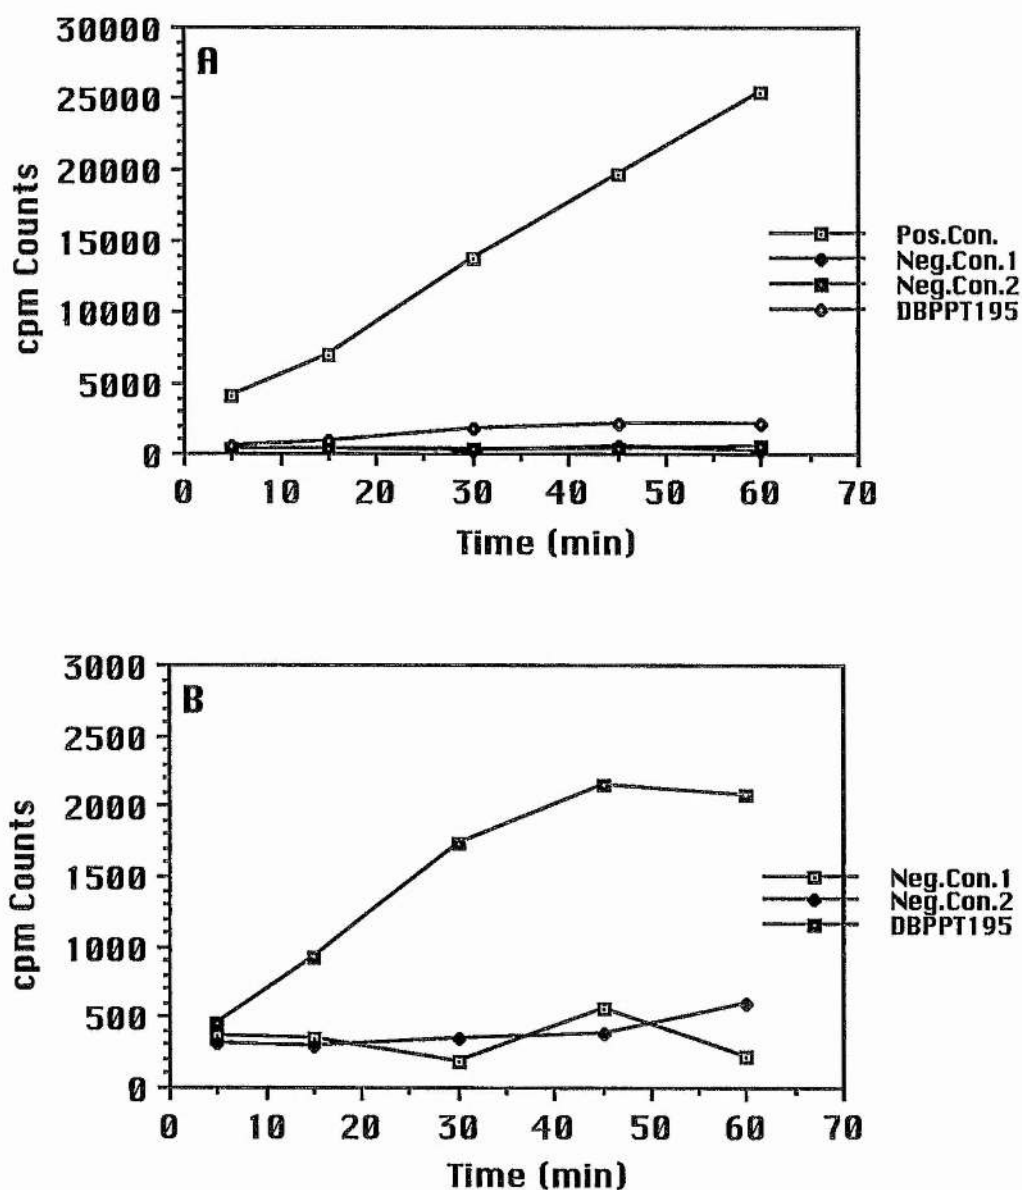 30000
A
25000
20000
15000
10000
5000
0
cpm Counts
Pos.Con.
Neg.Con.1
Neg.Con.2
DBPPT195
0 10 20 30 40 50 60 70
Time (min)
3000
B
2500
2000
1500
1000
500
0
cpm Counts
Neg.Con.1
Neg.Con.2
DBPPT195
0 10 20 30 40 50 60 70
Time (min)